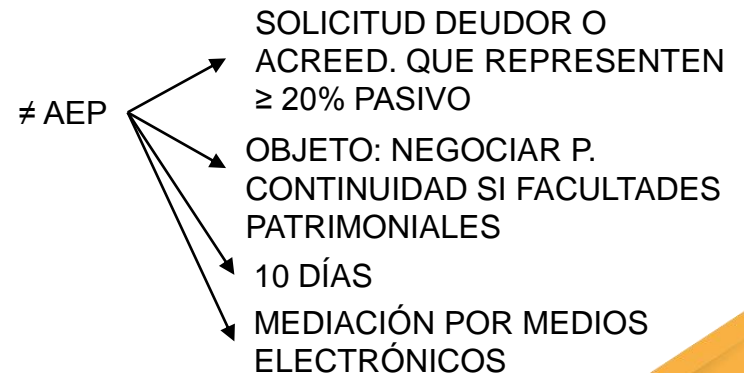 SOLICITUD DEUDOR O
ACREED. QUE REPRESENTEN
≥ 20% PASIVO
≠ AEP
OBJETO: NEGOCIAR P.
CONTINUIDAD SI FACULTADES
PATRIMONIALES
10 DÍAS
MEDIACIÓN POR MEDIOS
ELECTRÓNICOS